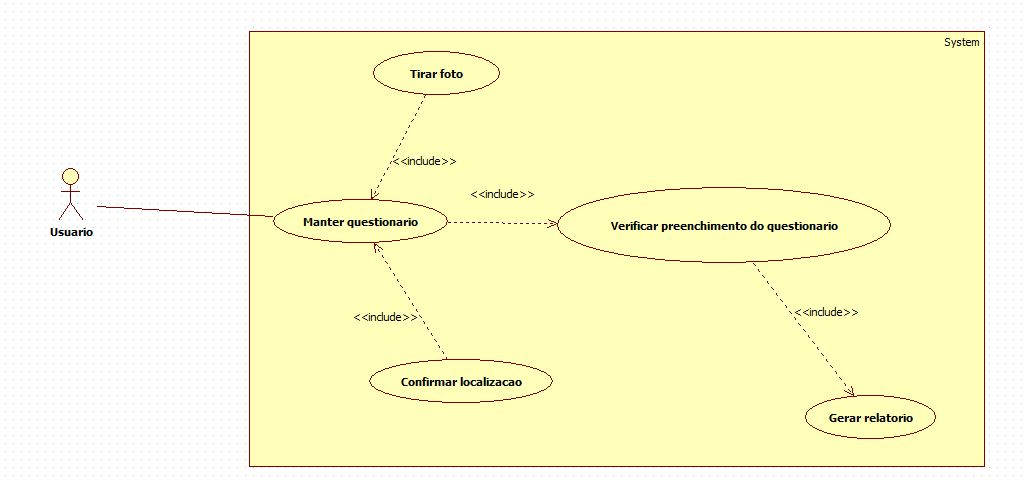 System
Tirar foto
<<include>>
<<include>>
Manter questionario
Verificar preenchimento do questionario
Usuario
<<include>>
<<include>>
Confirmar localizacao
Gerar relatorio